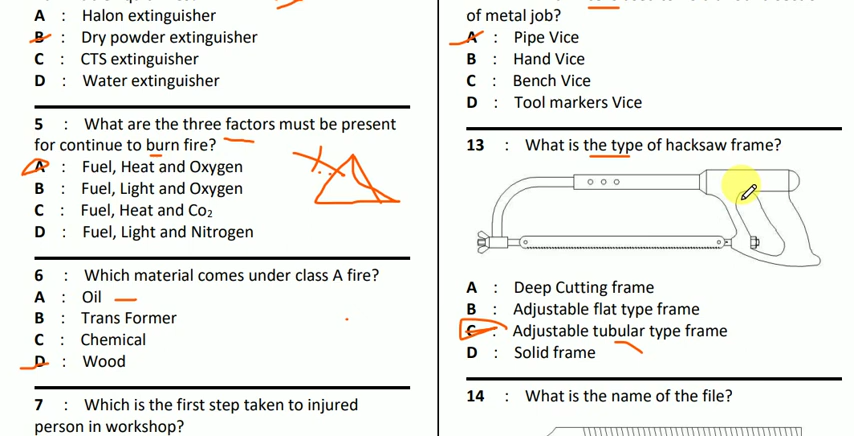 A : Halon extinguisher
B : Dry powder extinguisher
C : CTS extinguisher
D : Water extinguisher
5 : What are the three factors must be present
for continue to burn fire?
A : Fuel, Heat and Oxygen
B : Fuel, Light and Oxygen
C : Fuel, Heat and Co₂
D : Fuel, Light and Nitrogen
6 : Which material comes under class A fire?
A : Oil
B : Trans Former
C : Chemical
D : Wood
7 : Which is the first step taken to injured
person in workshop?
of metal job?
A : Pipe Vice
B : Hand Vice
C : Bench Vice
D : Tool markers Vice
13 : What is the type of hacksaw frame?
A : Deep Cutting frame
B : Adjustable flat type frame
C : Adjustable tubular type frame
D : Solid frame
14 : What is the name of the file?